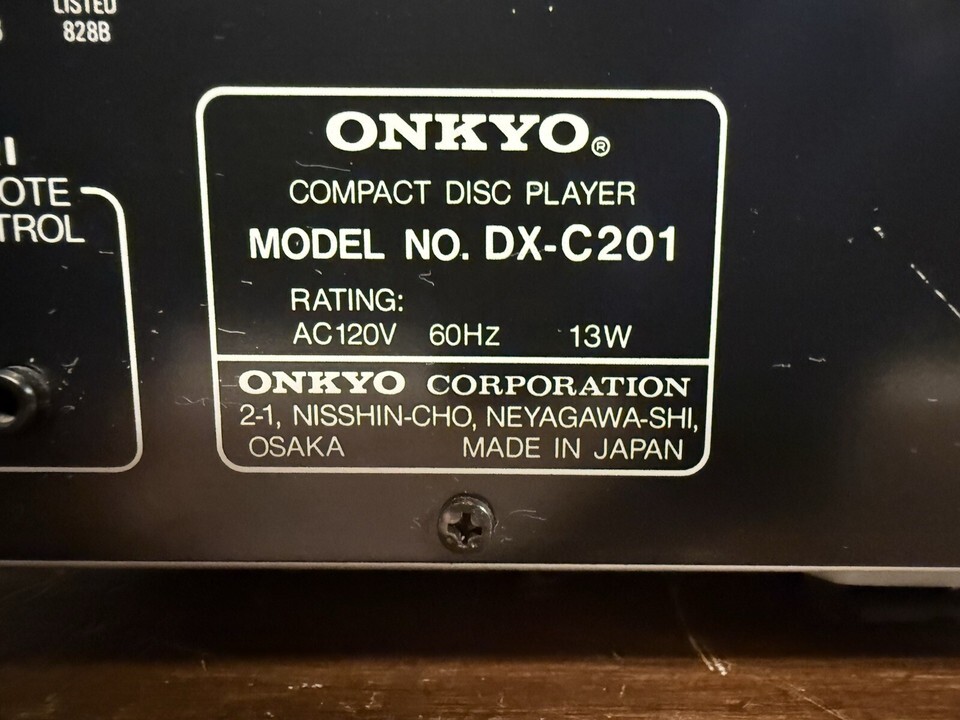 LISTED
828B
ONKYO®
COMPACT DISC PLAYER
MODEL NO. DX-C201
RATING:
AC120V 60Hz 13W
ONKYO CORPORATION
2-1, NISSHIN-CHO, NEYAGAWA-SHI,
OSAKA MADE IN JAPAN
OTE
TROL